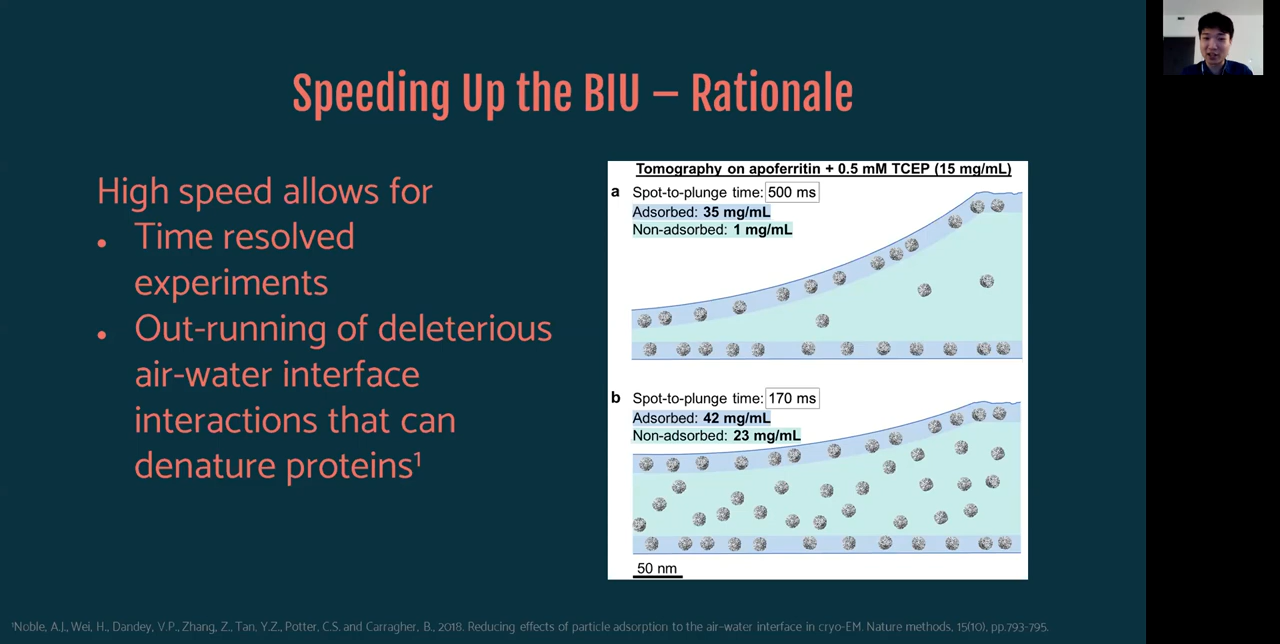 Speeding Up the BIU – Rationale
High speed allows for
• Time resolved
experiments
• Out-running of deleterious
air-water interface
interactions that can
denature proteins¹
Tomography on apoferritin + 0.5 mM TCEP (15 mg/mL)
a Spot-to-plunge time: 500 ms
Adsorbed: 35 mg/mL
Non-adsorbed: 1 mg/mL
b Spot-to-plunge time: 170 ms
Adsorbed: 42 mg/mL
Non-adsorbed: 23 mg/mL
50 nm
¹Noble, A.J., Wei, H., Dandey, V.P., Zhang, Z., Tan, Y.Z., Potter, C.S. and Carragher, B., 2018. Reducing effects of particle adsorption to the air–water interface in cryo-EM. Nature methods, 15(10), pp.793-795.